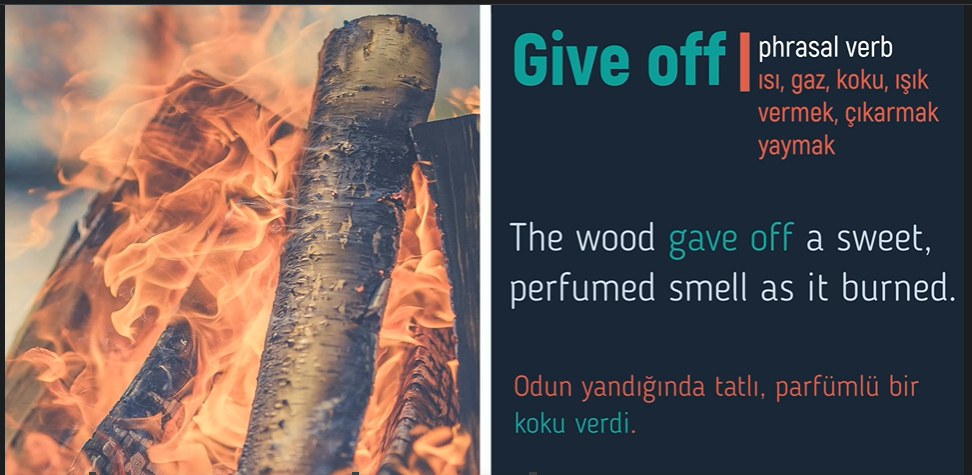 Give off
phrasal verb
ısı, gaz, koku, ışık
vermek, çıkarmak
yaymak
The wood gave off a sweet,
perfumed smell as it burned.
Odun yandığında tatlı, parfümlü bir
koku verdi.